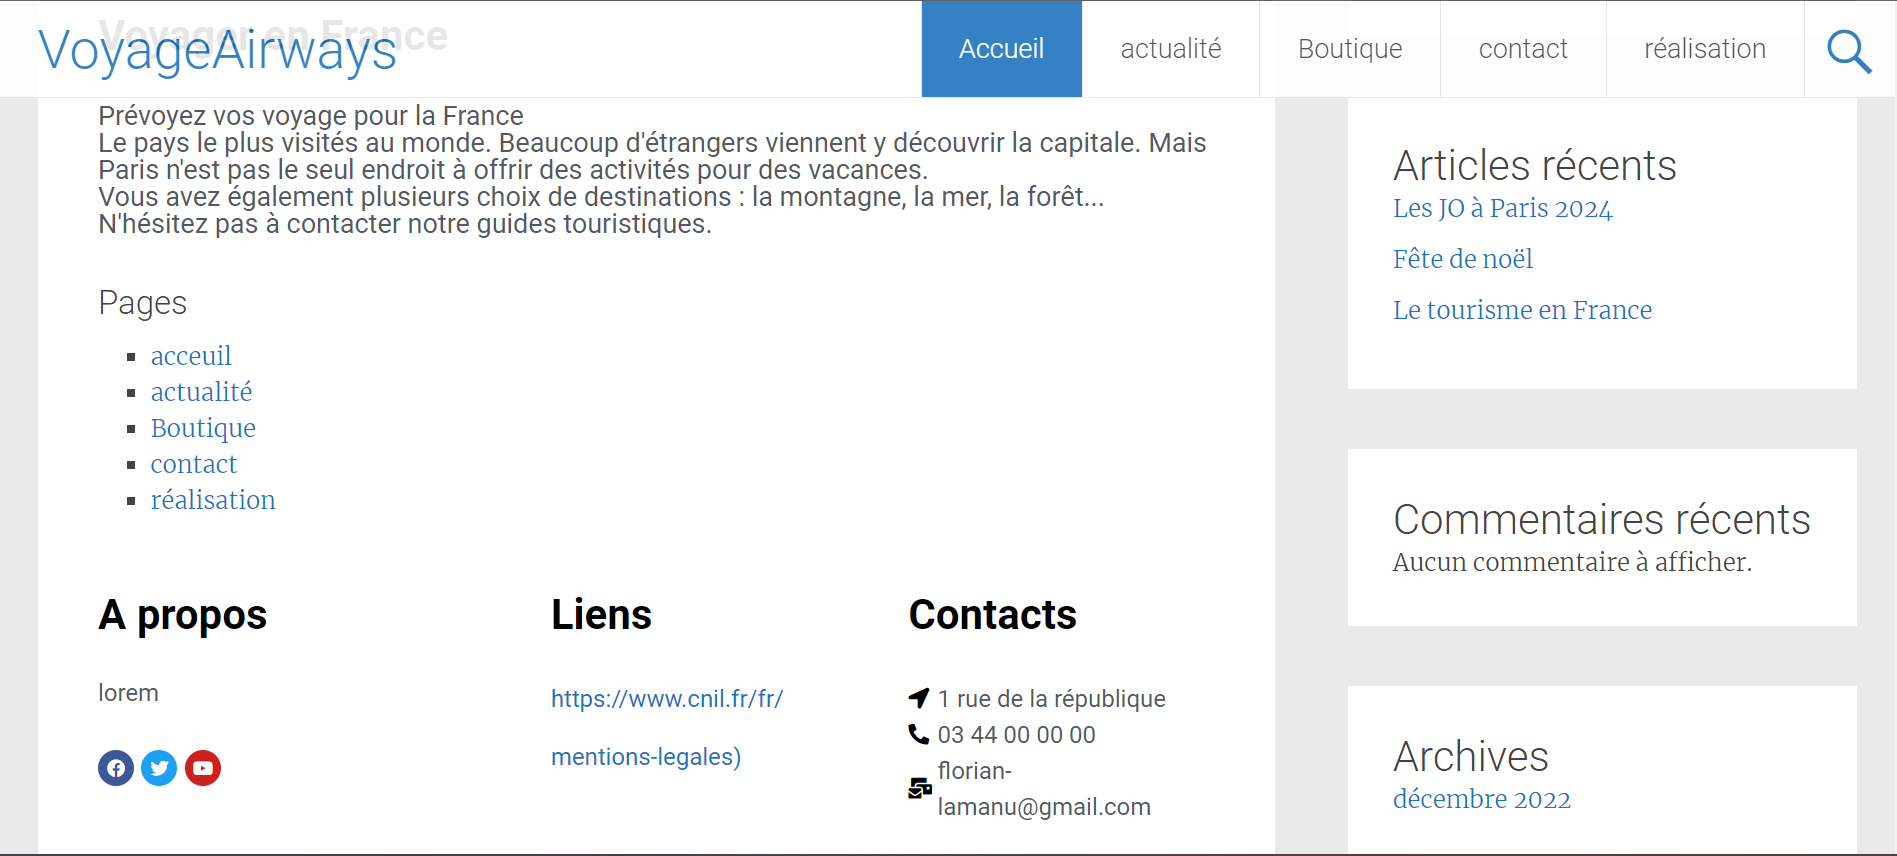 Voyager en France
VoyageAirways
Accueil
actualité
Boutique
contact
réalisation
Prévoyez vos voyage pour la France
Le pays le plus visités au monde. Beaucoup d'étrangers viennent y découvrir la capitale. Mais
Paris n'est pas le seul endroit à offrir des activités pour des vacances.
Vous avez également plusieurs choix de destinations : la montagne, la mer, la forêt...
N'hésitez pas à contacter notre guides touristiques.
Pages
acceuil
actualité
Boutique
contact
réalisation
A propos
lorem
Liens
https://www.cnil.fr/fr/
mentions-legales)
Contacts
1 rue de la république
03 44 00 00 00
florian-
lamanu@gmail.com
Articles récents
Les JO à Paris 2024
Fête de noël
Le tourisme en France
Commentaires récents
Aucun commentaire à afficher.
Archives
décembre 2022